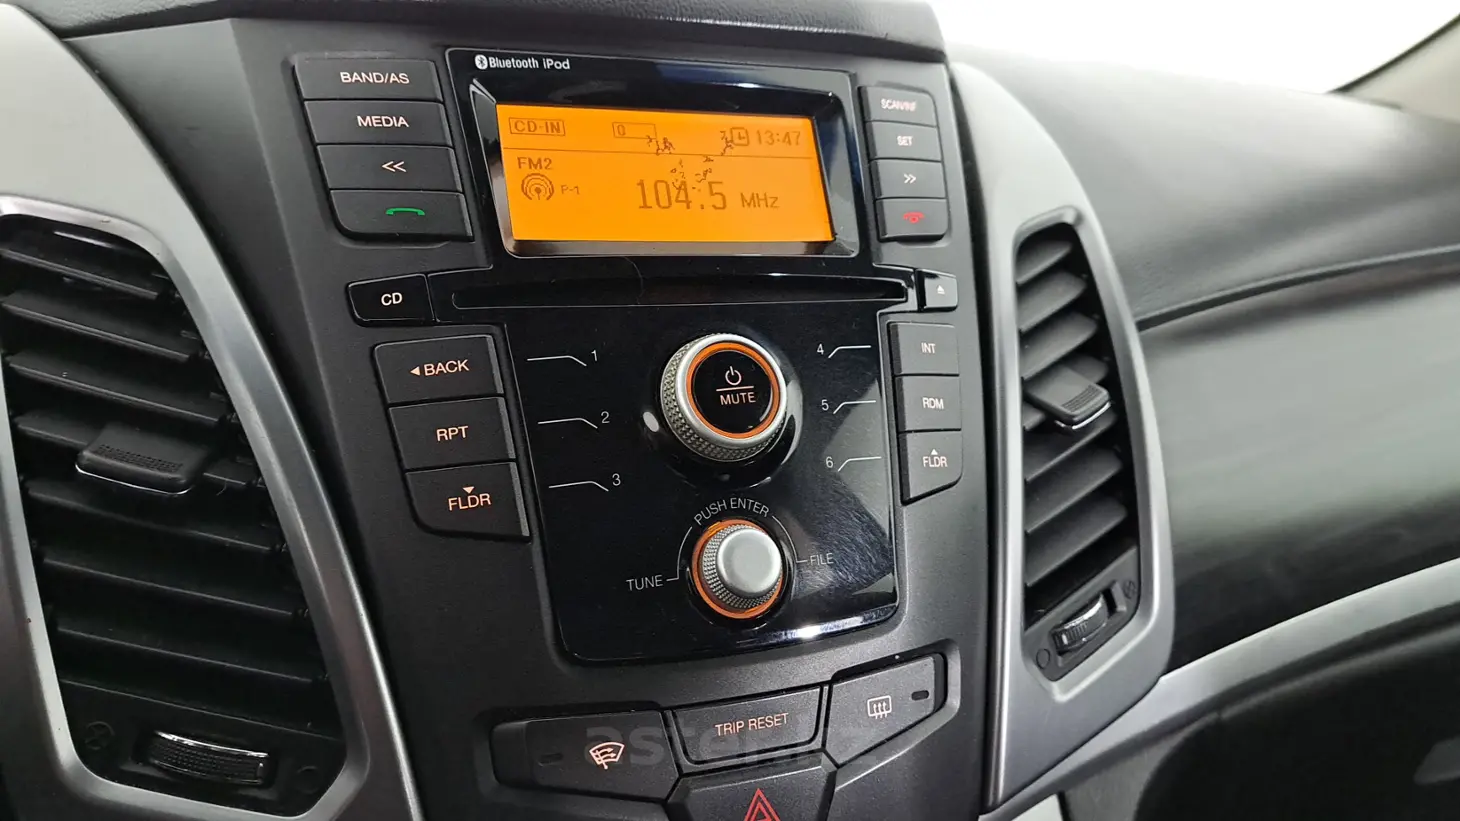 Bluetooth iPod
BAND/AS
MEDIA
<<
CD-IN
0
13:47
FM2
P-1
104.5 MHz
SCAN/INF
SET
>>
CD
BACK
RPT
FLDR
1
2
3
MUTE
4
5
6
INT
RDM
FLDR
PUSH ENTER
TUNE
FILE
TRIP RESET